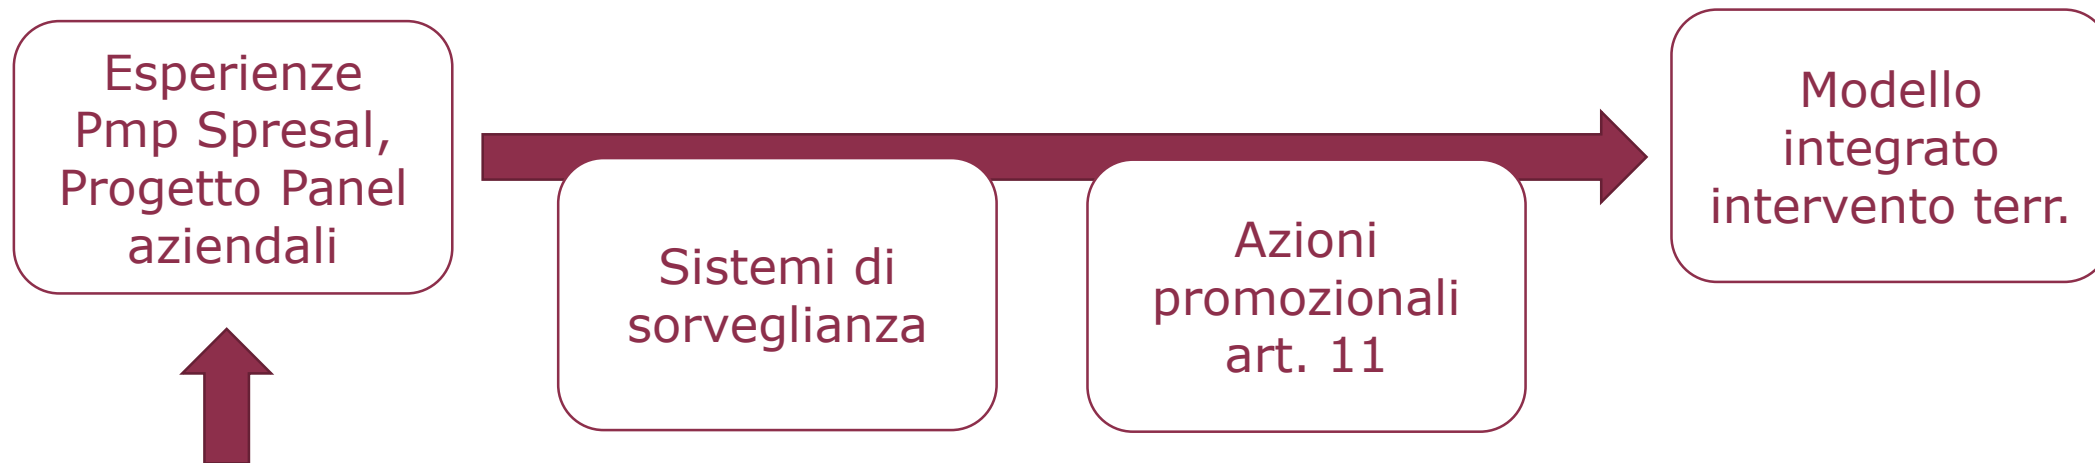 Esperienze
Pmp Spresal,
Progetto Panel
aziendali
Sistemi di
sorveglianza
Azioni
promozionali
art. 11
Modello
integrato
intervento terr.